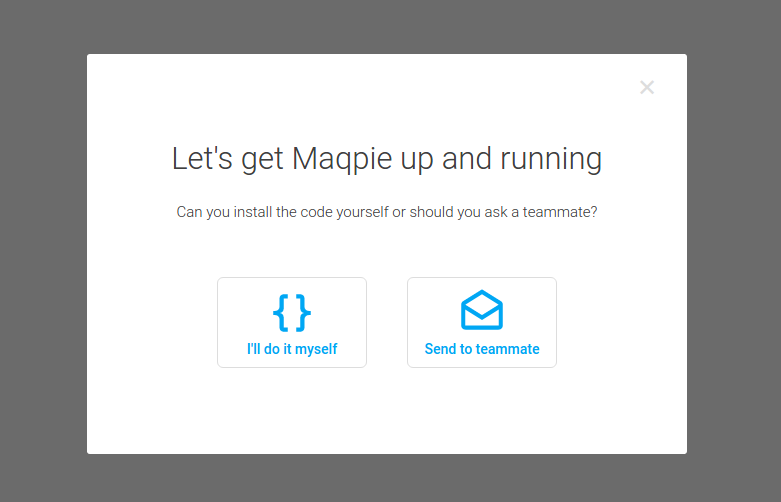 Let's get Maqpie up and running
Can you install the code yourself or should you ask a teammate?
I'll do it myself
Send to teammate